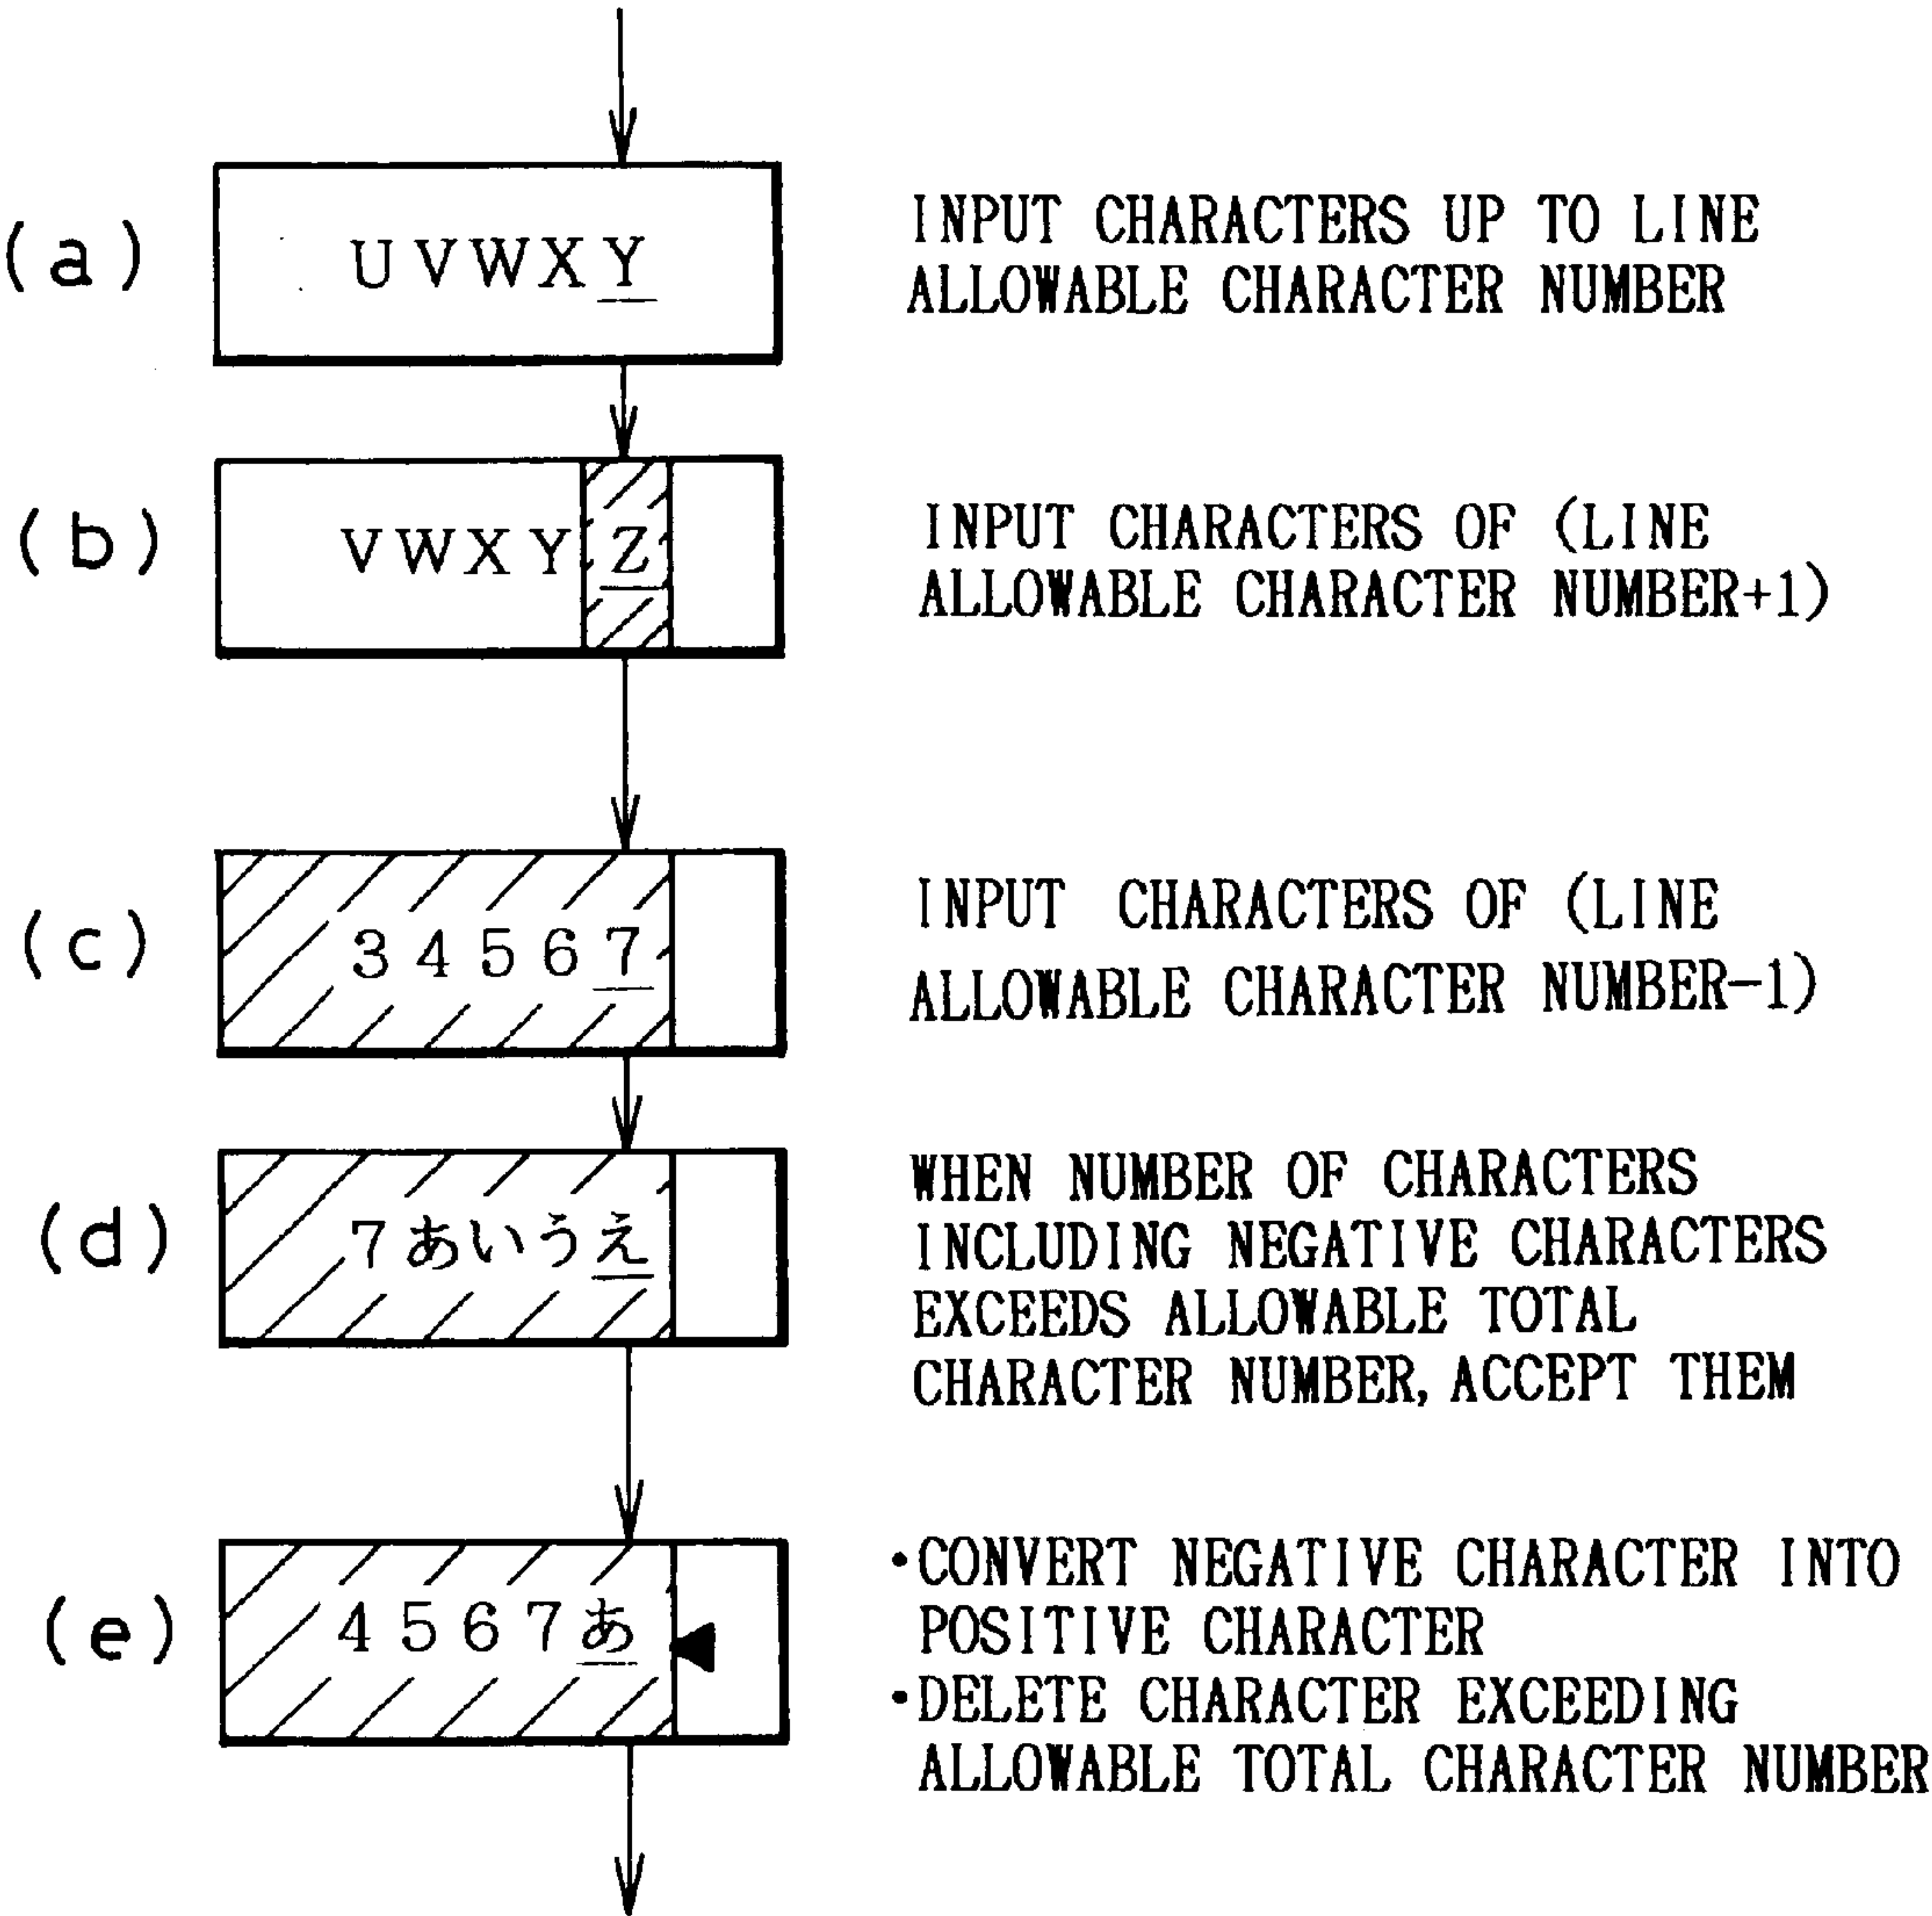 (a)
UVWXY
INPUT CHARACTERS UP TO LINE
ALLOWABLE CHARACTER NUMBER
(b)
VWXYZ
INPUT CHARACTERS OF (LINE
ALLOWABLE CHARACTER NUMBER+1)
(c)
34567
INPUT CHARACTERS OF (LINE
ALLOWABLE CHARACTER NUMBER-1)
(d)
7あいうえ
WHEN NUMBER OF CHARACTERS
INCLUDING NEGATIVE CHARACTERS
EXCEEDS ALLOWABLE TOTAL
CHARACTER NUMBER, ACCEPT THEM
(e)
4567あ
•CONVERT NEGATIVE CHARACTER INTO
POSITIVE CHARACTER
•DELETE CHARACTER EXCEEDING
ALLOWABLE TOTAL CHARACTER NUMBER